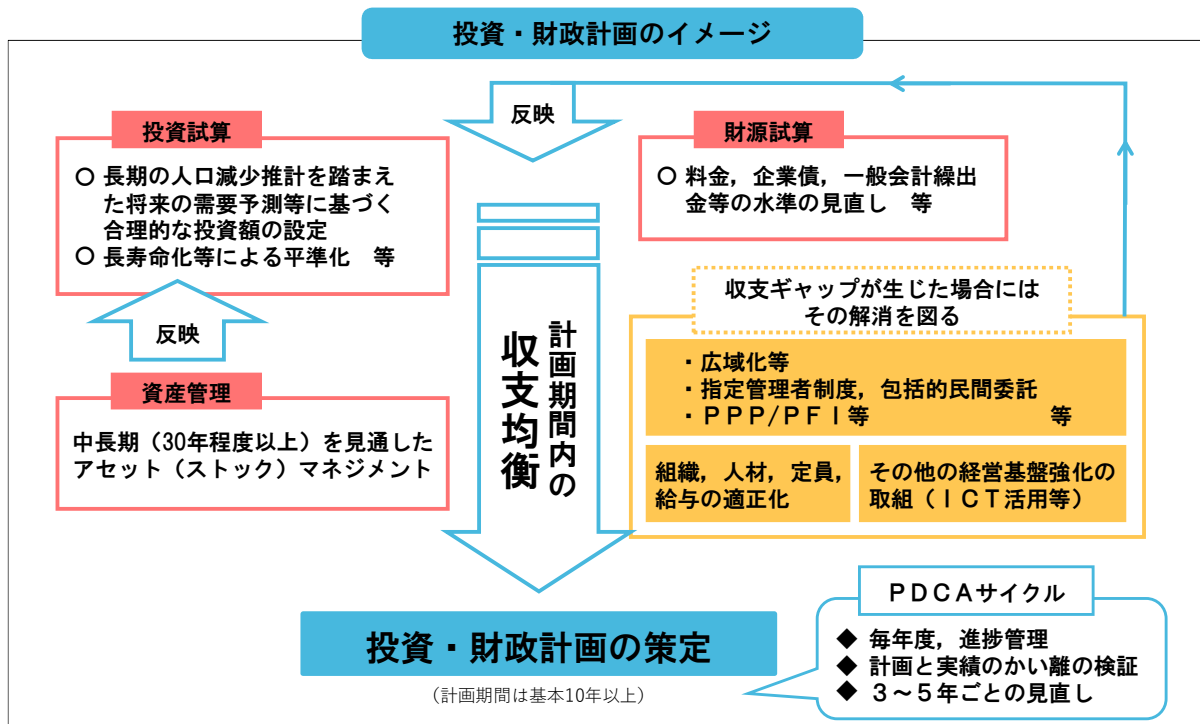 投資・財政計画のイメージ
反映
投資試算
○ 長期の人口減少推計を踏まえ
た将来の需要予測等に基づく
合理的な投資額の設定
○ 長寿命化等による平準化　等
財源試算
○ 料金，企業債，一般会計繰出
金等の水準の見直し　等
反映
資産管理
中長期（30年程度以上）を見通した
アセット（ストック）マネジメント
計画期間内の
収支均衡
収支ギャップが生じた場合には
その解消を図る
・広域化等
・指定管理者制度，包括的民間委託
・ＰＰＰ/ＰＦＩ等　　　　　　　等
組織，人材，定員，
給与の適正化
その他の経営基盤強化の
取組（ＩＣＴ活用等）
投資・財政計画の策定
（計画期間は基本10年以上）
ＰＤＣＡサイクル
◆ 毎年度，進捗管理
◆ 計画と実績のかい離の検証
◆ ３～５年ごとの見直し